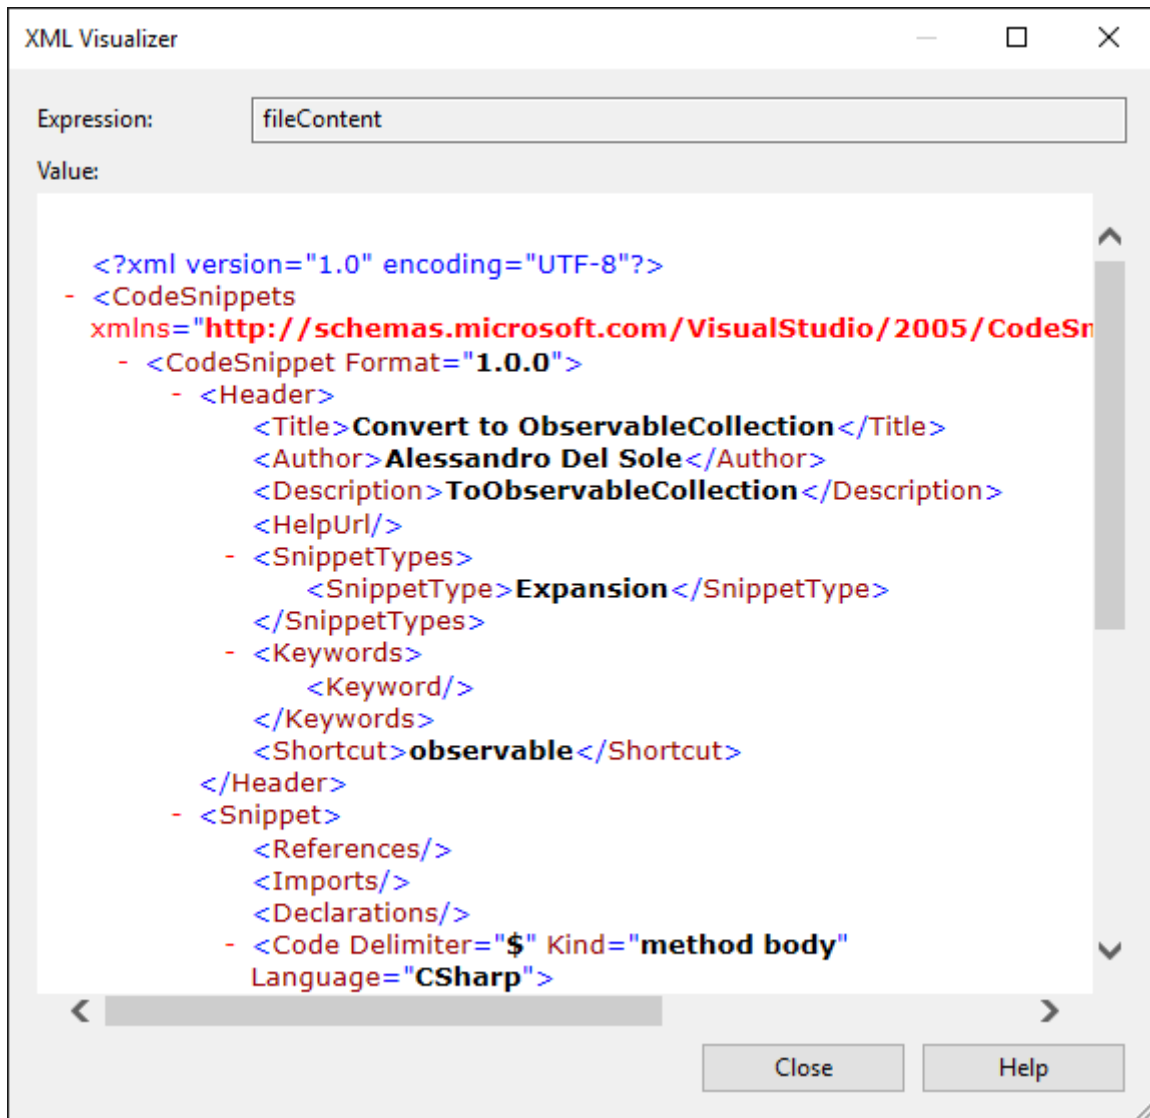 XML Visualizer
Expression: fileContent
Value:
<?xml version="1.0" encoding="UTF-8"?>
- <CodeSnippets
xmlns="http://schemas.microsoft.com/VisualStudio/2005/CodeSn
- <CodeSnippet Format="1.0.0">
- <Header>
<Title>Convert to ObservableCollection</Title>
<Author>Alessandro Del Sole</Author>
<Description>ToObservableCollection</Description>
<HelpUrl/>
- <SnippetTypes>
<SnippetType>Expansion</SnippetType>
</SnippetTypes>
- <Keywords>
<Keyword/>
</Keywords>
<Shortcut>observable</Shortcut>
</Header>
- <Snippet>
<References/>
<Imports/>
<Declarations/>
- <Code Delimiter="$" Kind="method body"
Language="CSharp">
Close Help